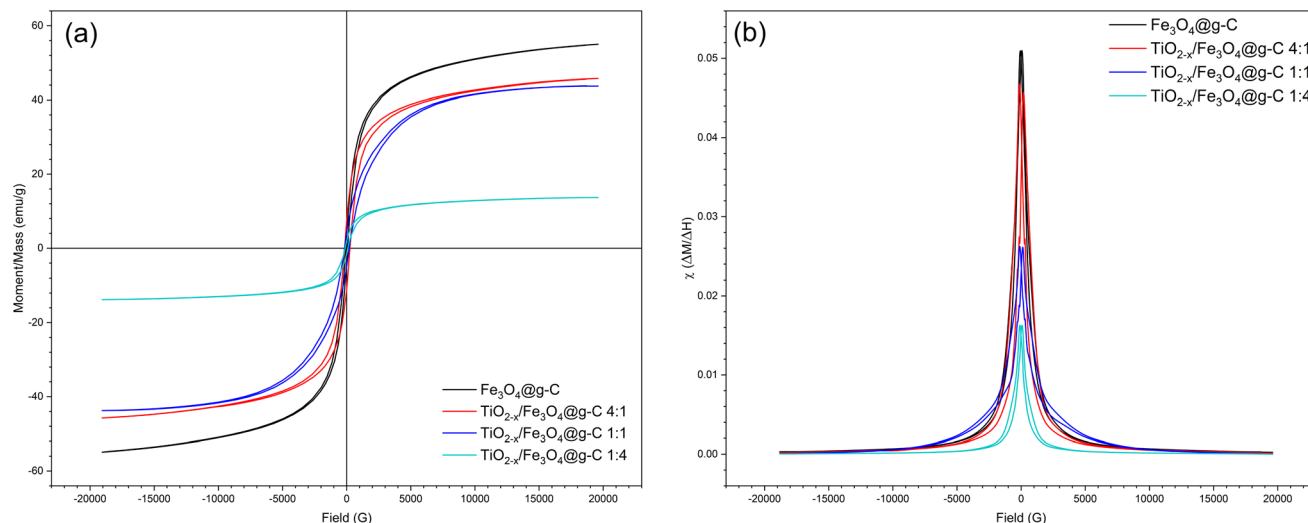 (a)
60
40
20
0
-20
-40
-60
Moment/Mass (emu/g)
Fe₃O₄@g-C
TiO₂₋ₓ/Fe₃O₄@g-C 4:1
TiO₂₋ₓ/Fe₃O₄@g-C 1:1
TiO₂₋ₓ/Fe₃O₄@g-C 1:4
-20000 -15000 -10000 -5000 0 5000 10000 15000 20000
Field (G)
(b)
Fe₃O₄@g-C
TiO₂₋ₓ/Fe₃O₄@g-C 4:1
TiO₂₋ₓ/Fe₃O₄@g-C 1:1
TiO₂₋ₓ/Fe₃O₄@g-C 1:4
0.05
0.04
0.03
0.02
0.01
0.00
χ (ΔM/ΔH)
-20000 -15000 -10000 -5000 0 5000 10000 15000 20000
Field (G)